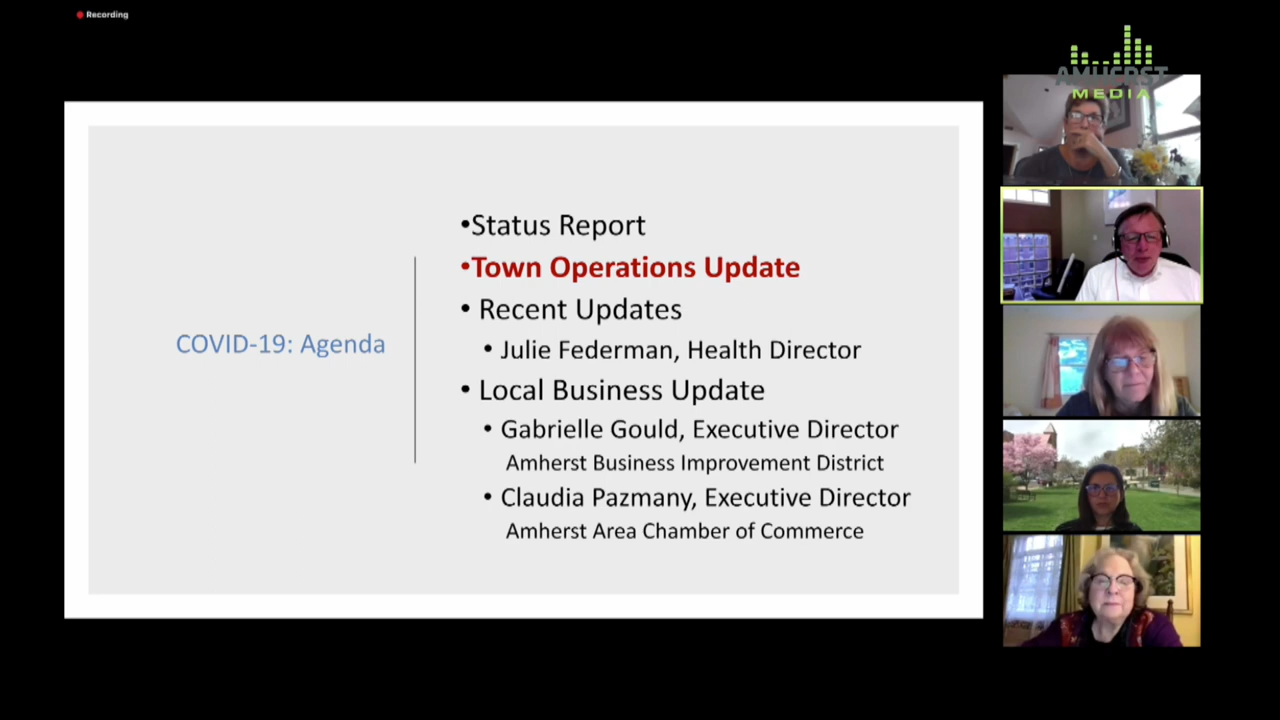 Recording
AMHERST
MEDIA
•Status Report
•Town Operations Update
• Recent Updates
• Julie Federman, Health Director
COVID-19: Agenda
• Local Business Update
• Gabrielle Gould, Executive Director
Amherst Business Improvement District
• Claudia Pazmany, Executive Director
Amherst Area Chamber of Commerce